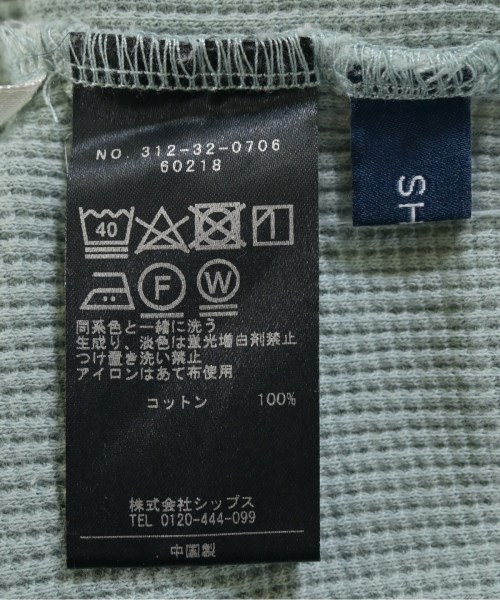 NO. 312-32-0706
60218
40
F W
同系色と一緒に洗う
生成り、淡色は蛍光増白剤禁止
つけ置き洗い禁止
アイロンはあて布使用
コットン 100%
株式会社シップス
TEL 0120-444-099
中国製
SH